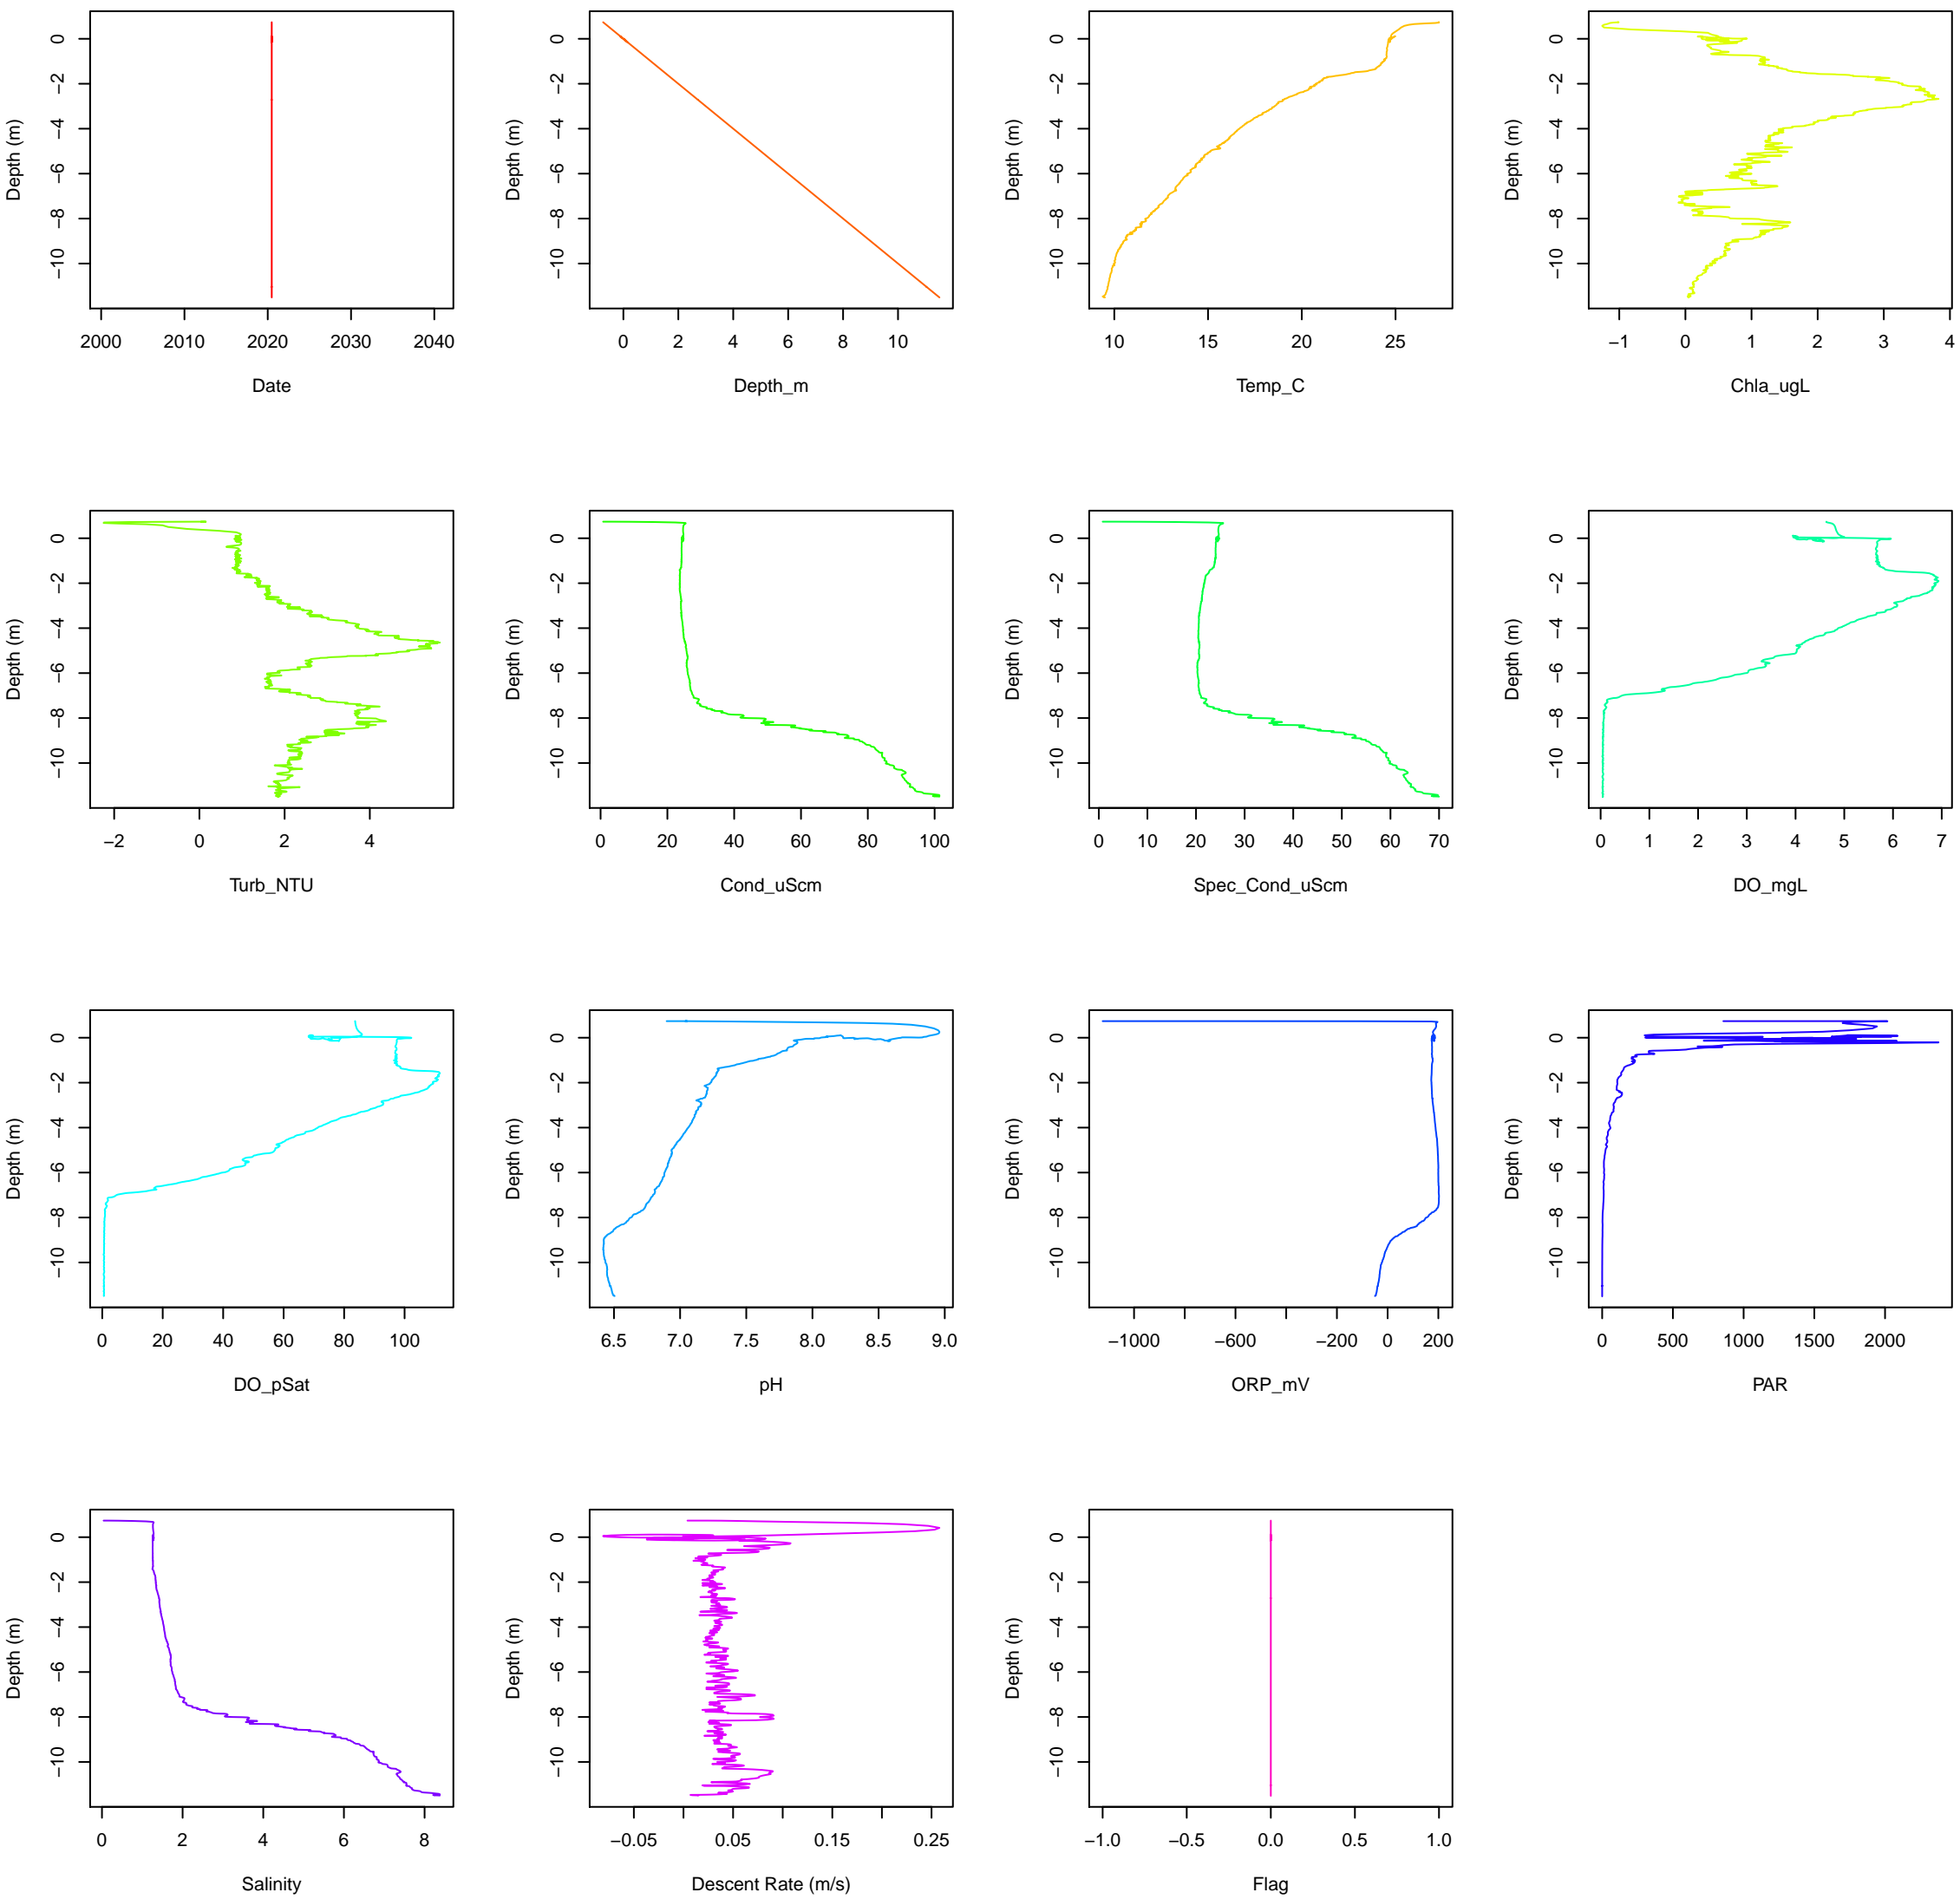 Depth (m)
0
−2
−4
−6
−8
−10
2000 2010 2020 2030 2040
Date
Depth (m)
0
−2
−4
−6
−8
−10
0 2 4 6 8 10
Depth_m
Depth (m)
0
−2
−4
−6
−8
−10
10 15 20 25
Temp_C
Depth (m)
0
−2
−4
−6
−8
−10
−1 0 1 2 3 4
Chla_ugL
Depth (m)
0
−2
−4
−6
−8
−10
−2 0 2 4
Turb_NTU
Depth (m)
0
−2
−4
−6
−8
−10
0 20 40 60 80 100
Cond_uScm
Depth (m)
0
−2
−4
−6
−8
−10
0 10 20 30 40 50 60 70
Spec_Cond_uScm
Depth (m)
0
−2
−4
−6
−8
−10
0 1 2 3 4 5 6 7
DO_mgL
Depth (m)
0
−2
−4
−6
−8
−10
0 20 40 60 80 100
DO_pSat
Depth (m)
0
−2
−4
−6
−8
−10
6.5 7.0 7.5 8.0 8.5 9.0
pH
Depth (m)
0
−2
−4
−6
−8
−10
−1000 −600 −200 0 200
ORP_mV
Depth (m)
0
−2
−4
−6
−8
−10
0 500 1000 1500 2000
PAR
Depth (m)
0
−2
−4
−6
−8
−10
0 2 4 6 8
Salinity
Depth (m)
0
−2
−4
−6
−8
−10
−0.05 0.05 0.15 0.25
Descent Rate (m/s)
Depth (m)
0
−2
−4
−6
−8
−10
−1.0 −0.5 0.0 0.5 1.0
Flag